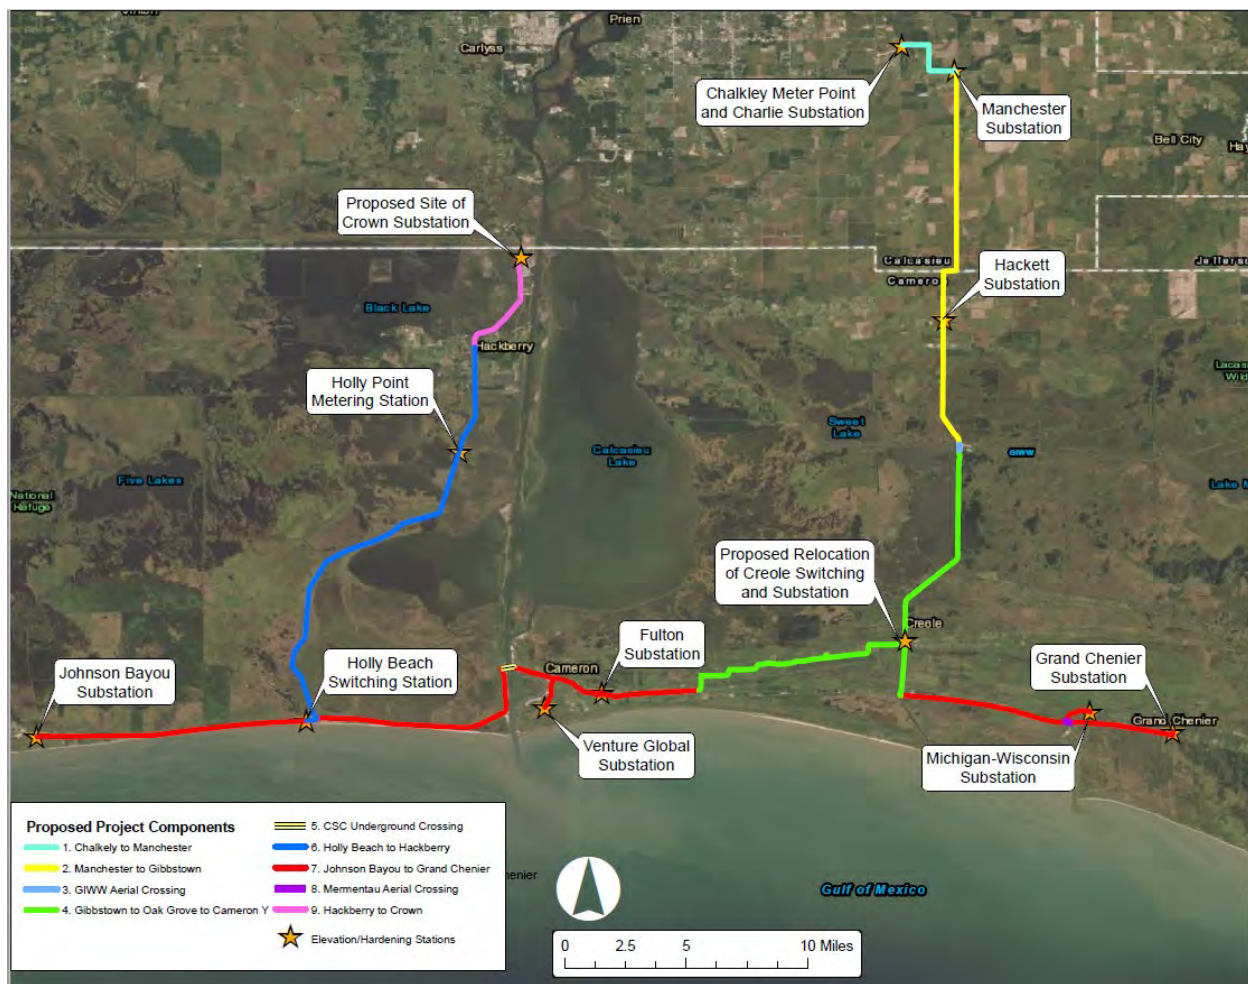 Prien
Carlyss
Chalkley Meter Point
and Charlie Substation
Manchester
Substation
Bell City
Proposed Site of
Crown Substation
Calcasieu
Cameron
Hackett
Substation
Black Lake
Hackberry
Holly Point
Metering Station
Sweet
Lake
Calcasieu
Lake
GIWW
Five Lakes
National
Refuge
Proposed Relocation
of Creole Switching
and Substation
Creole
Fulton
Substation
Cameron
Johnson Bayou
Substation
Holly Beach
Switching Station
Grand Chenier
Substation
Grand Chenier
Venture Global
Substation
Michigan-Wisconsin
Substation
Proposed Project Components
1. Chalkely to Manchester
2. Manchester to Gibbstown
3. GIWW Aerial Crossing
4. Gibbstown to Oak Grove to Cameron Y
5. CSC Underground Crossing
6. Holly Beach to Hackberry
7. Johnson Bayou to Grand Chenier
8. Mermentau Aerial Crossing
9. Hackberry to Crown
Elevation/Hardening Stations
Gulf of Mexico
0 2.5 5 10 Miles